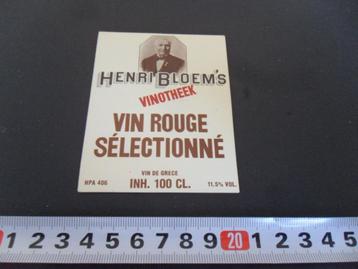 HENRI BLOEM'S
VINOTHEEK
VIN ROUGE
SÉLECTIONNÉ
VIN DE GRECE
HPA 406 INH. 100 CL. 11,5% VOL.
1 2 3 4 5 6 7 8 9 20 1 2 3 4 5